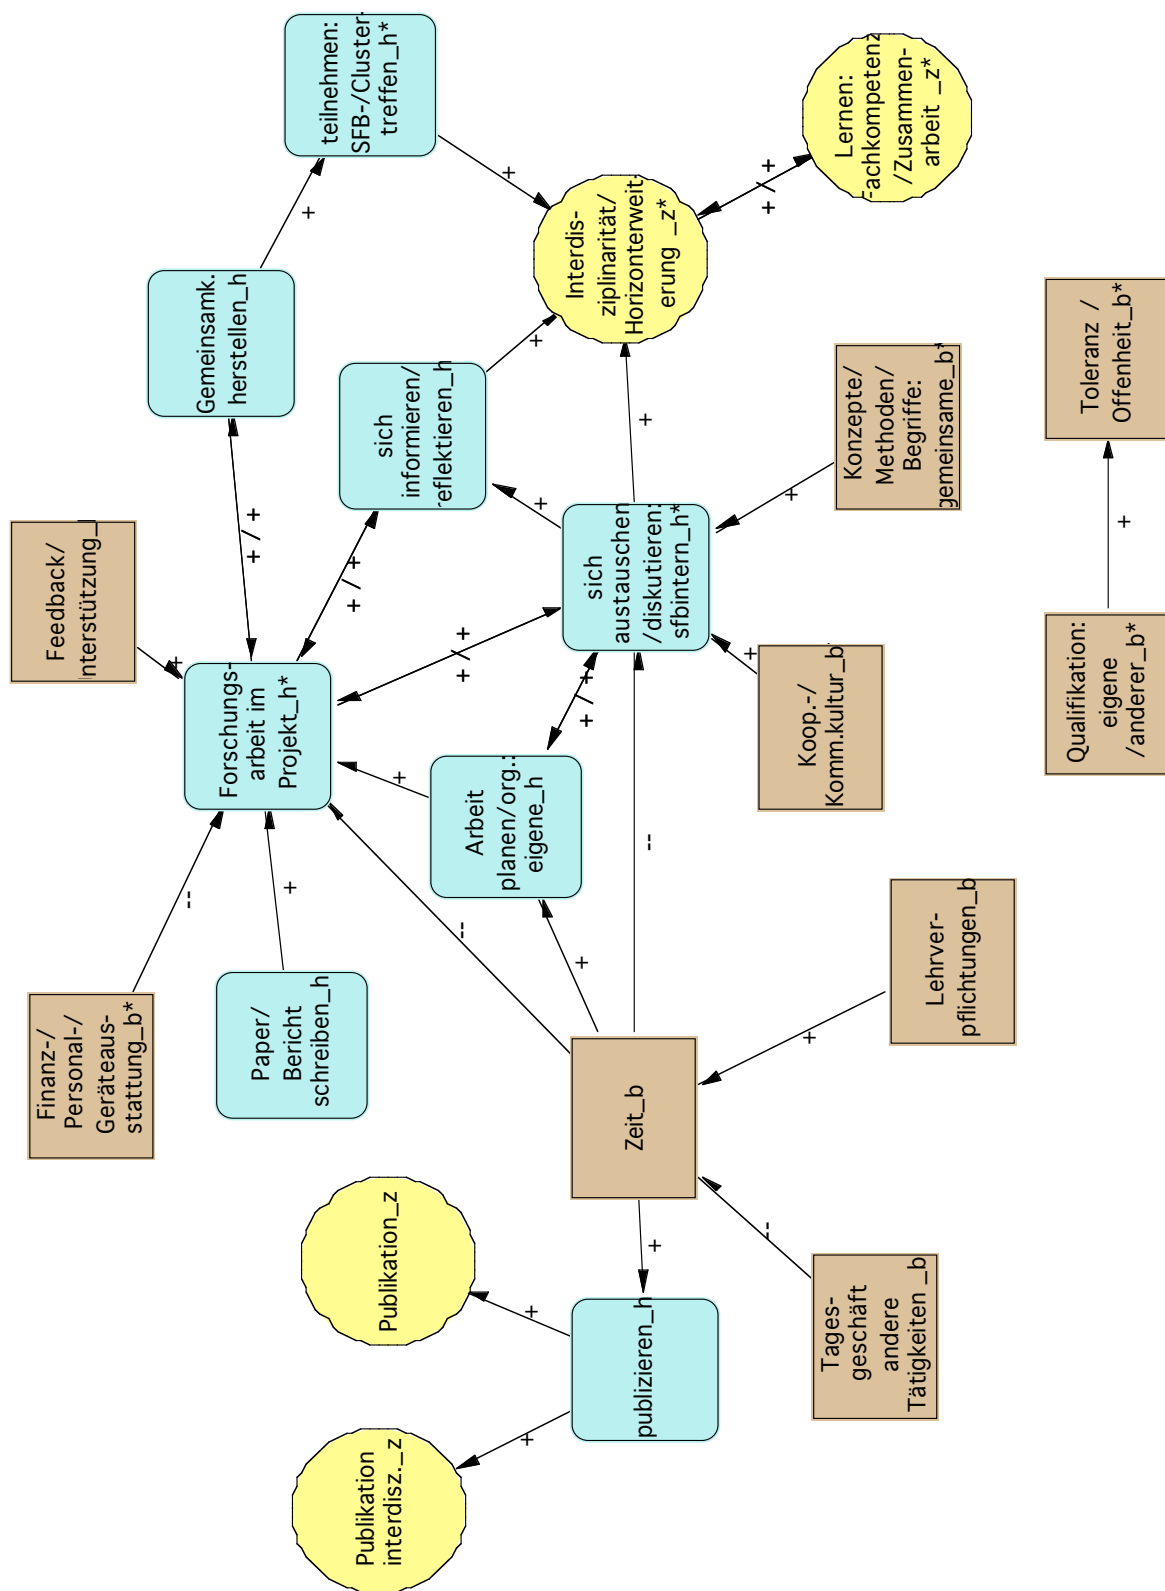 Finanz-/
Personal-/
Geräteaus-
stattung_b*
Feedback/
nterstützung_
+
--
Forschungs-
arbeit im
Projekt_h*
+/+
Gemeinsamk.
herstellen_h
Paper/
Bericht
schreiben_h
+
+
teilnehmen:
SFB-/Cluster-
treffen_h*
Publikation
interdisz._z
Publikation_z
+/+
sich
informieren/
reflektieren_h
+
--
+/+
Arbeit
planen/org.:
eigene_h
+
+
+
+
+
+
+/+
+
Interdis-
ziplinarität/
Horizonterweit
erung _z*
publizieren_h
+
Zeit_b
--
sich
austauschen
/diskutieren:
sfbintern_h*
+
--
+
+
+
+/+
Tages-
geschäft
andere
Tätigkeiten _b
Lehrver-
pflichtungen_b
Koop.-/
Komm.kultur_b
Konzepte/
Methoden/
Begriffe:
gemeinsame_b*
Lernen:
achkompetenz
/Zusammen-
arbeit _z*
Qualifikation:
eigene
/anderer_b*
+
Toleranz /
Offenheit_b*